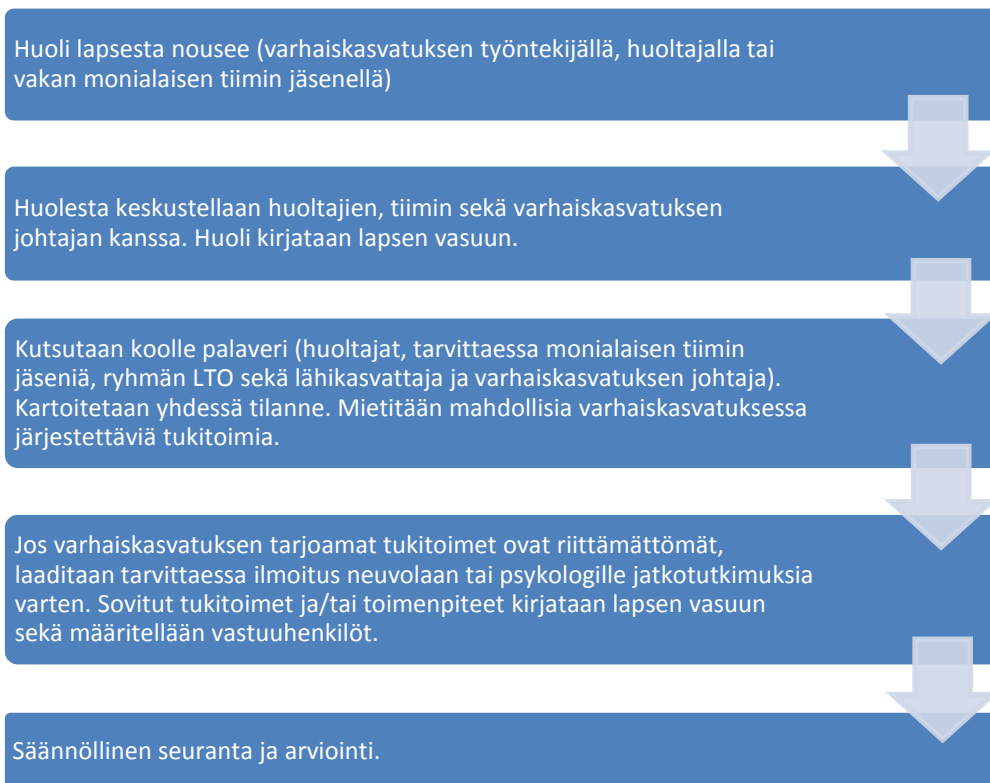 Huoli lapsesta nousee (varhaiskasvatuksen työntekijällä, huoltajalla tai
vakan monialaisen tiimin jäsenellä)
Huolesta keskustellaan huoltajien, tiimin sekä varhaiskasvatuksen
johtajan kanssa. Huoli kirjataan lapsen vasuun.
Kutsutaan koolle palaveri (huoltajat, tarvittaessa monialaisen tiimin
jäseniä, ryhmän LTO sekä lähikasvattaja ja varhaiskasvatuksen johtaja).
Kartoitetaan yhdessä tilanne. Mietitään mahdollisia varhaiskasvatuksessa
järjestettäviä tukitoimia.
Jos varhaiskasvatuksen tarjoamat tukitoimet ovat riittämättömät,
laaditaan tarvittaessa ilmoitus neuvolaan tai psykologille jatkotutkimuksia
varten. Sovitut tukitoimet ja/tai toimenpiteet kirjataan lapsen vasuun
sekä määritellään vastuuhenkilöt.
Säännöllinen seuranta ja arviointi.